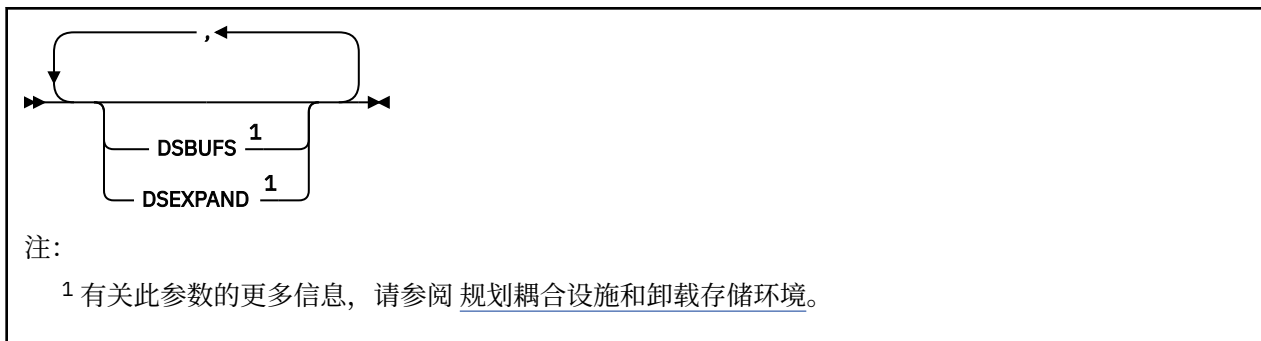 ,
DSBUFS 1
DSEXPAND 1
注：
1 有关此参数的更多信息，请参阅 规划耦合设施和卸载存储环境。